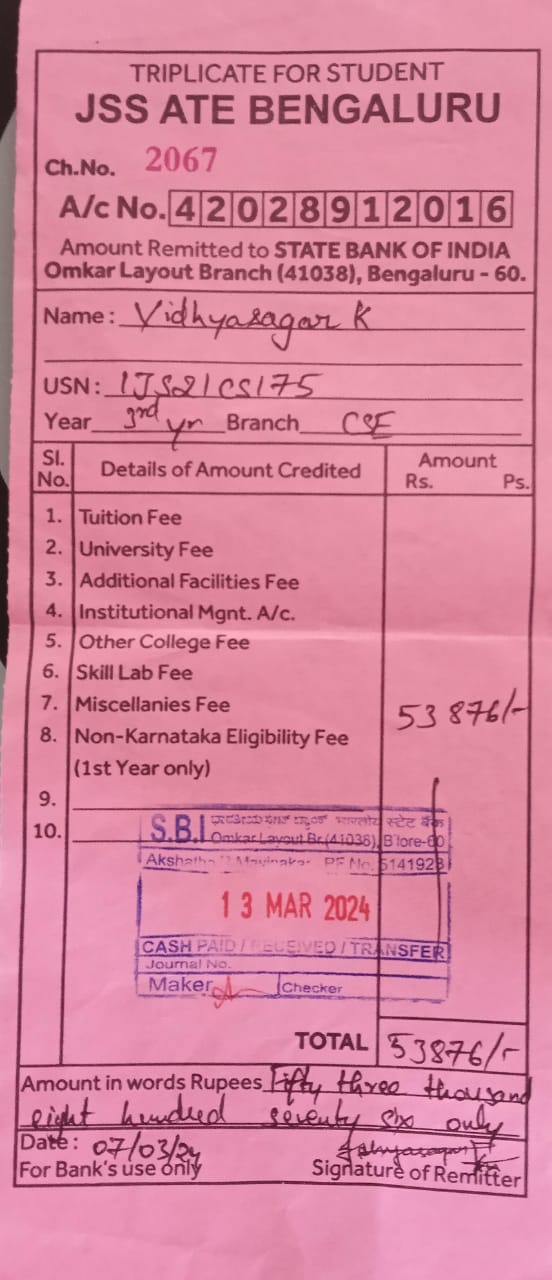 TRIPLICATE FOR STUDENT
JSS ATE BENGALURU
Ch.No. 2067
A/c No. 42028912016
Amount Remitted to STATE BANK OF INDIA
Omkar Layout Branch (41038), Bengaluru - 60.
Name : Vidhyasagar K
USN : 1JS21CS175
Year 3rd yr Branch CSE
Sl. No. Details of Amount Credited Amount Rs. Ps.
1. Tuition Fee
2. University Fee
3. Additional Facilities Fee
4. Institutional Mgnt. A/c.
5. Other College Fee
6. Skill Lab Fee
7. Miscellanies Fee 53876/-
8. Non-Karnataka Eligibility Fee
(1st Year only)
9.
10.
S.B.I भारतीय स्टेट बैंक
Omkar Layout Br.(41038), B'lore-60
Akshatha PF No. 5141923
13 MAR 2024
CASH PAID / RECEIVED / TRANSFER
Journal No.
Maker Checker
TOTAL 53876/-
Amount in words Rupees Fifty three thousand
eight hundred seventy six only
Date : 07/03/24
For Bank's use only Signature of Remitter